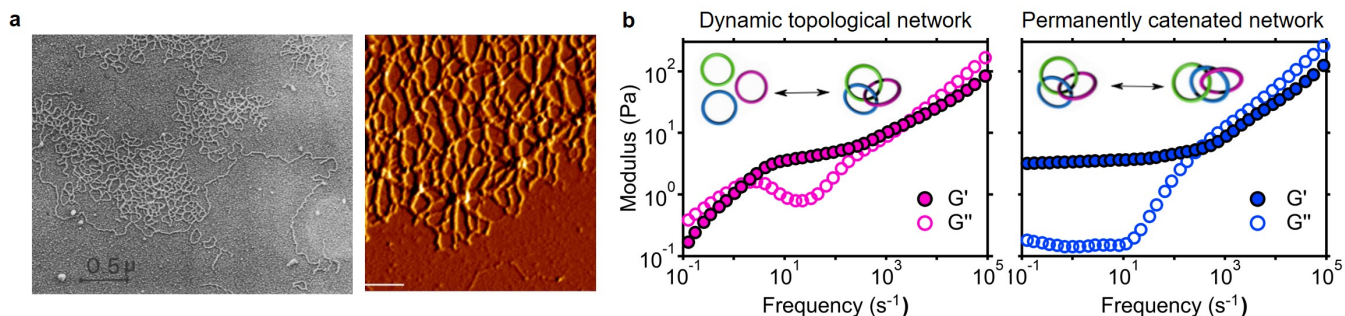 a
0.5 μ
b
Dynamic topological network
Permanently catenated network
Modulus (Pa)
10²
10¹
10⁰
10⁻¹
G'
G"
10⁻¹ 10¹ 10³ 10⁵
Frequency (s⁻¹)
G'
G"
10⁻¹ 10¹ 10³ 10⁵
Frequency (s⁻¹)